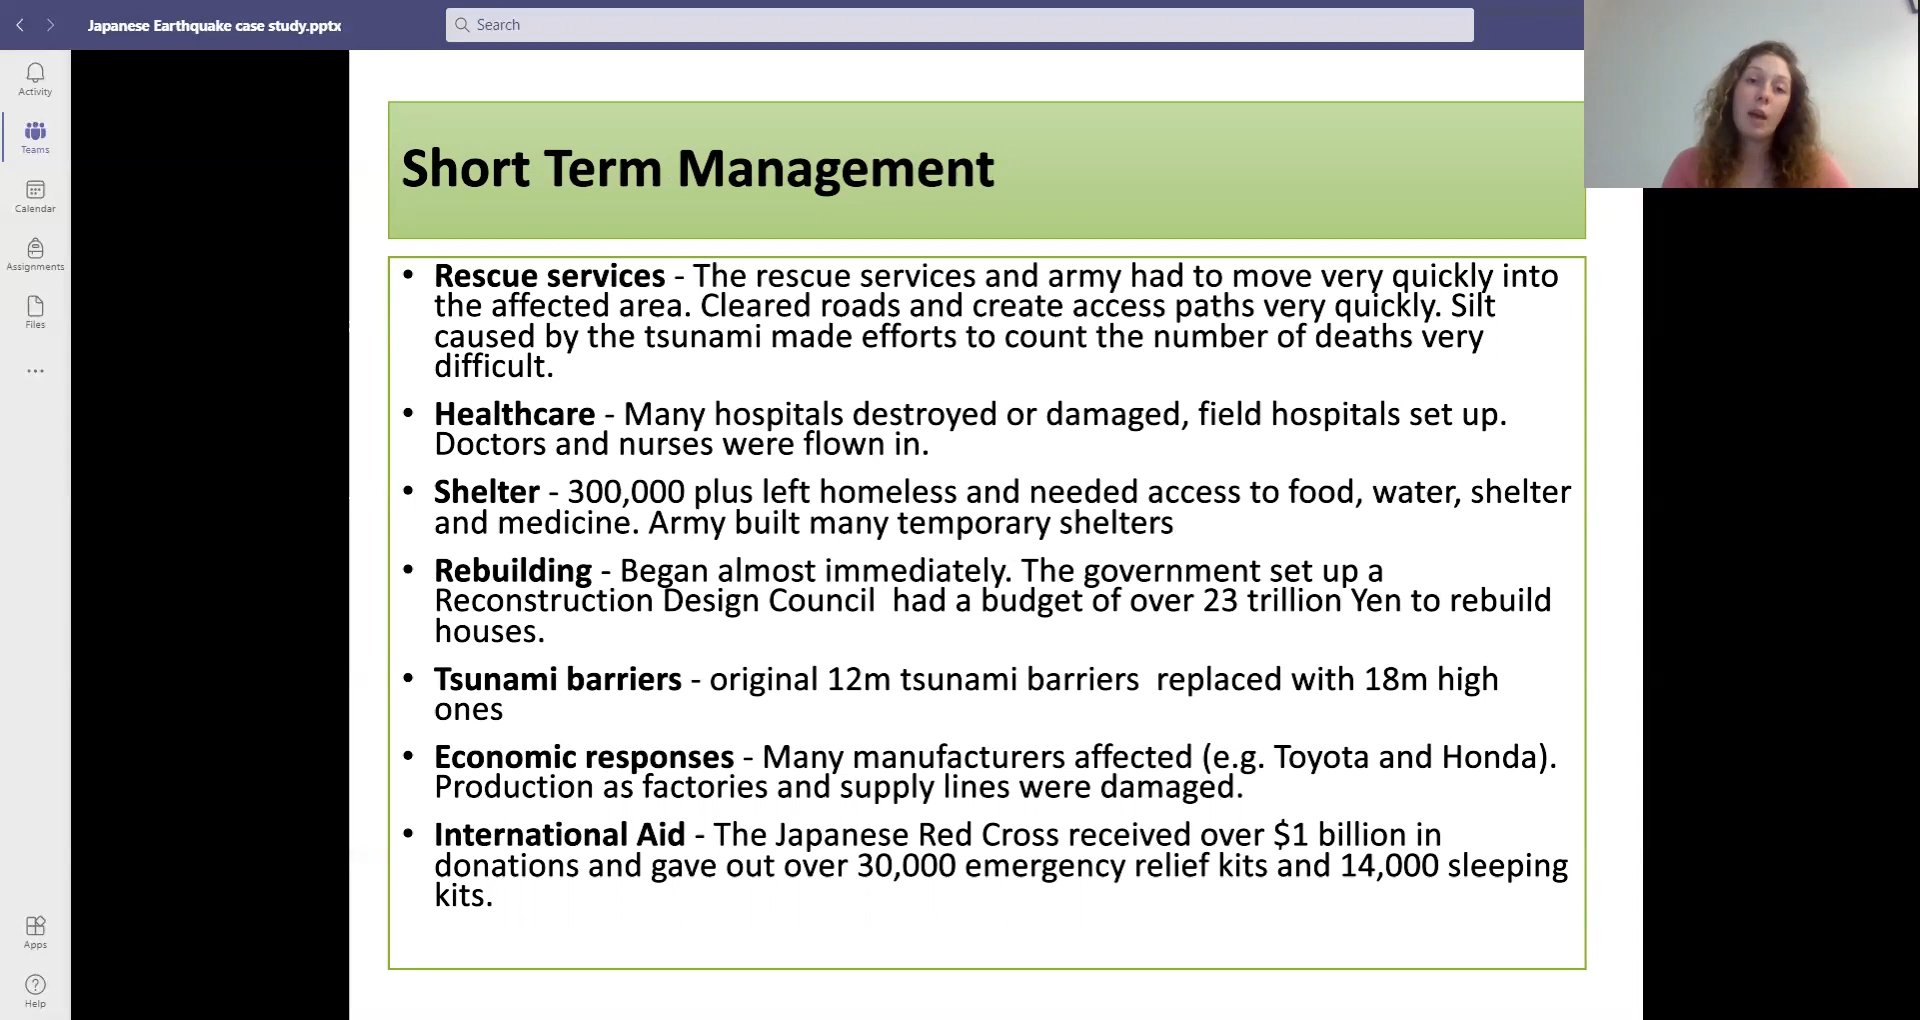 Japanese Earthquake case study.pptx
Search
Activity
Teams
Calendar
Assignments
Files
Apps
Help
Short Term Management
• Rescue services - The rescue services and army had to move very quickly into
the affected area. Cleared roads and create access paths very quickly. Silt
caused by the tsunami made efforts to count the number of deaths very
difficult.
• Healthcare - Many hospitals destroyed or damaged, field hospitals set up.
Doctors and nurses were flown in.
• Shelter - 300,000 plus left homeless and needed access to food, water, shelter
and medicine. Army built many temporary shelters
• Rebuilding - Began almost immediately. The government set up a
Reconstruction Design Council  had a budget of over 23 trillion Yen to rebuild
houses.
• Tsunami barriers - original 12m tsunami barriers  replaced with 18m high
ones
• Economic responses - Many manufacturers affected (e.g. Toyota and Honda).
Production as factories and supply lines were damaged.
• International Aid - The Japanese Red Cross received over $1 billion in
donations and gave out over 30,000 emergency relief kits and 14,000 sleeping
kits.